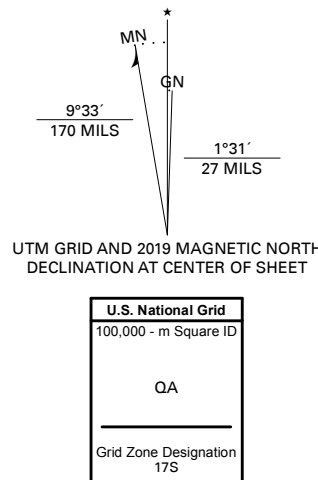 ★
MN
GN
9°33´
170 MILS
1°31´
27 MILS
UTM GRID AND 2019 MAGNETIC NORTH
DECLINATION AT CENTER OF SHEET
U.S. National Grid
100,000 - m Square ID
QA
Grid Zone Designation
17S